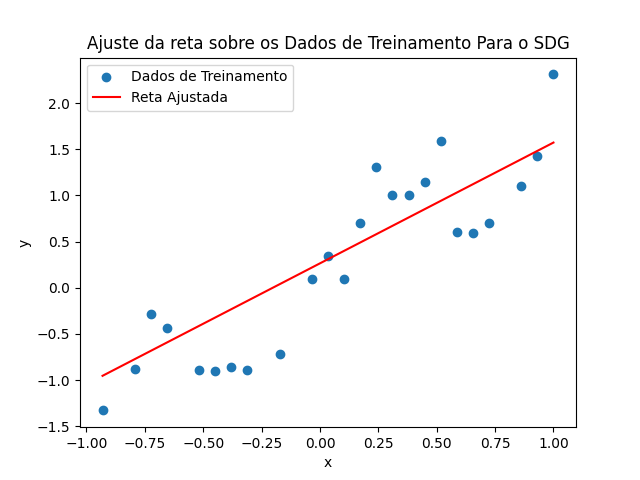 Ajuste da reta sobre os Dados de Treinamento Para o SDG
Dados de Treinamento
Reta Ajustada
y
2.0
1.5
1.0
0.5
0.0
−0.5
−1.0
−1.5
−1.00 −0.75 −0.50 −0.25 0.00 0.25 0.50 0.75 1.00
x